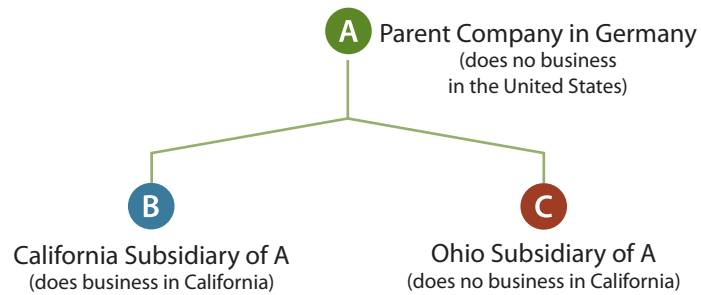 A Parent Company in Germany
(does no business
in the United States)
B
California Subsidiary of A
(does business in California)
C
Ohio Subsidiary of A
(does no business in California)